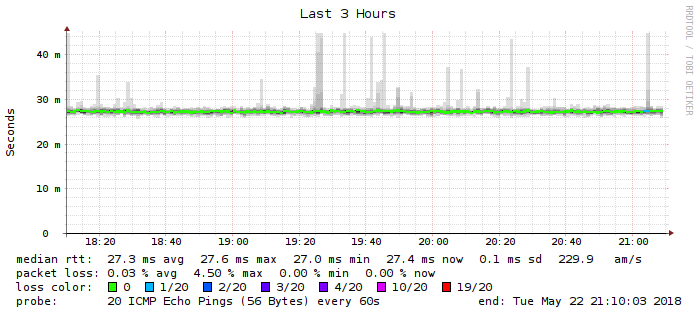 Last 3 Hours
RRDTOOL / TOBI OETIKER
Seconds
40 m
30 m
20 m
10 m
0
18:20 18:40 19:00 19:20 19:40 20:00 20:20 20:40 21:00
median rtt: 27.3 ms avg 27.6 ms max 27.0 ms min 27.4 ms now 0.1 ms sd 229.9 am/s
packet loss: 0.03 % avg 4.50 % max 0.00 % min 0.00 % now
loss color: 0 1/20 2/20 3/20 4/20 10/20 19/20
probe: 20 ICMP Echo Pings (56 Bytes) every 60s end: Tue May 22 21:10:03 2018